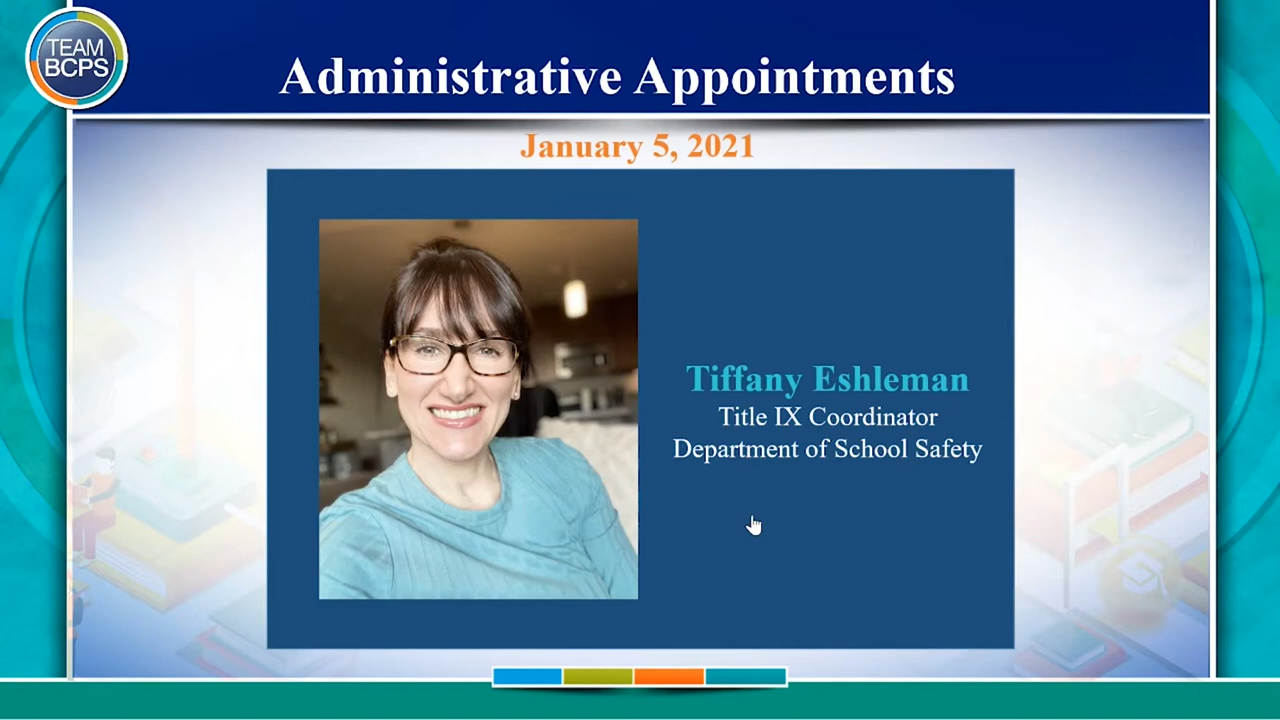 TEAM
BCPS
Administrative Appointments
January 5, 2021
Tiffany Eshleman
Title IX Coordinator
Department of School Safety